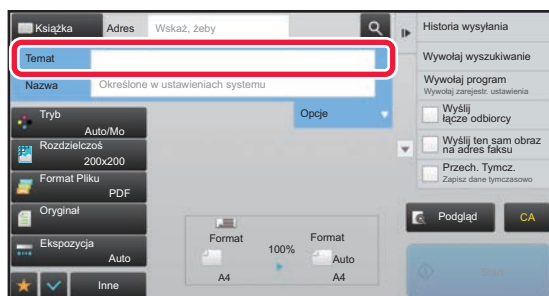 Książka
Adres
Wskaż, żeby
Temat
Nazwa
Określone w ustawieniach systemu
Tryb
Auto/Mo
Opcje
Rozdzielczoś
200x200
Format Pliku
PDF
Oryginał
Ekspozycja
Auto
Inne
Format
100%
Format
Auto
A4
A4
Historia wysyłania
Wywołaj wyszukiwanie
Wywołaj program
Wywołaj zarejestr. ustawienia
Wyślij
łącze odbiorcy
Wyślij ten sam obraz
na adres faksu
Przech. Tymcz.
Zapisz dane tymczasowo
Podgląd
CA
Start